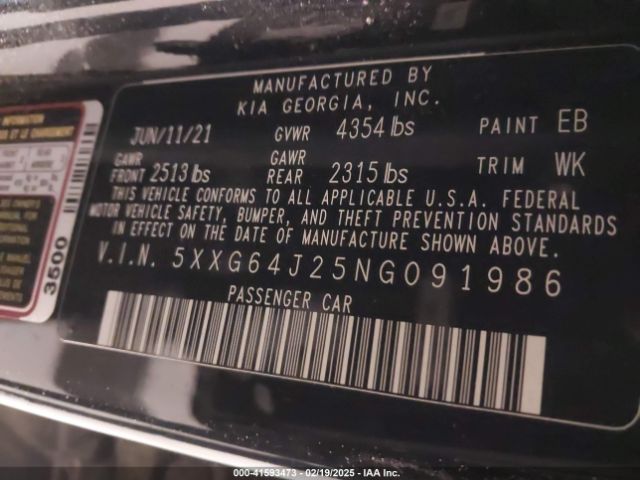 MANUFACTURED BY
KIA GEORGIA, INC.
JUN/11/21 GVWR 4354 lbs PAINT EB
GAWR FRONT 2513 lbs GAWR REAR 2315 lbs TRIM WK
THIS VEHICLE CONFORMS TO ALL APPLICABLE U.S.A. FEDERAL
MOTOR VEHICLE SAFETY, BUMPER, AND THEFT PREVENTION STANDARDS
IN EFFECT ON THE DATE OF MANUFACTURE SHOWN ABOVE.
V.I.N. 5XXG64J25NG091986
PASSENGER CAR
3500
000-41593473 - 02/19/2025 - IAA Inc.